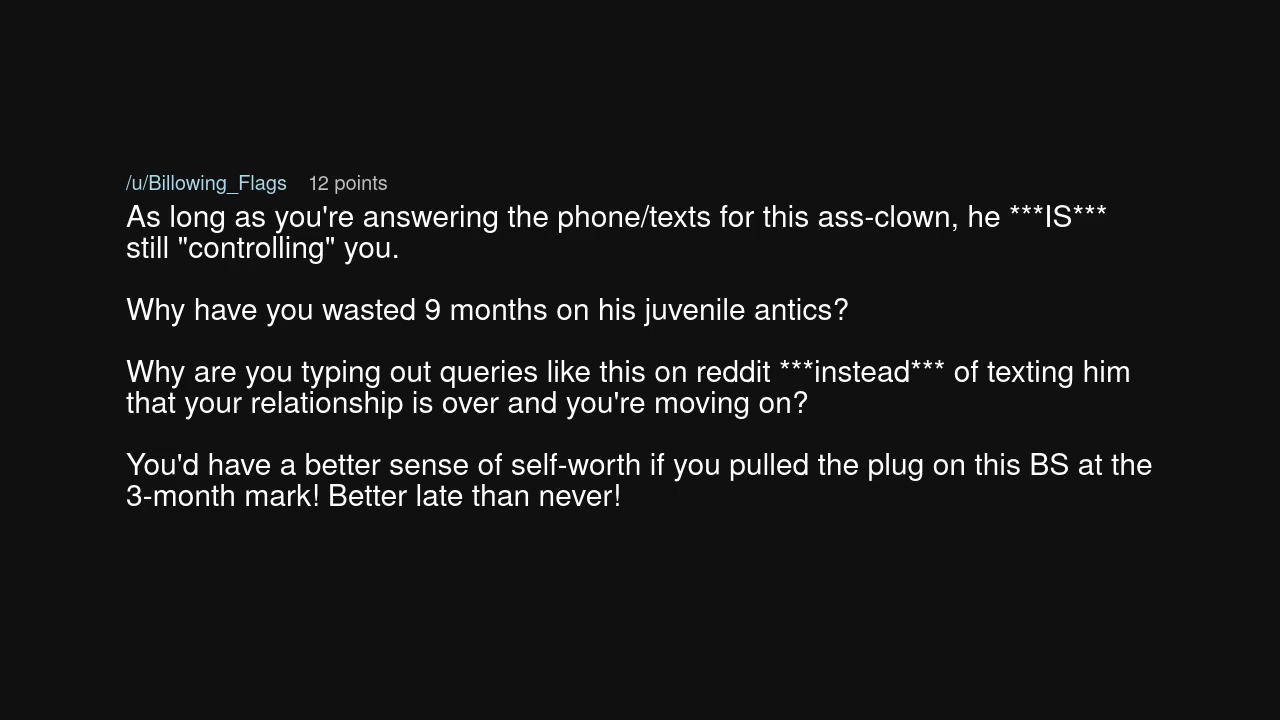 /u/Billowing_Flags 12 points
As long as you're answering the phone/texts for this ass-clown, he ***IS***
still "controlling" you.
Why have you wasted 9 months on his juvenile antics?
Why are you typing out queries like this on reddit ***instead*** of texting him
that your relationship is over and you're moving on?
You'd have a better sense of self-worth if you pulled the plug on this BS at the
3-month mark! Better late than never!